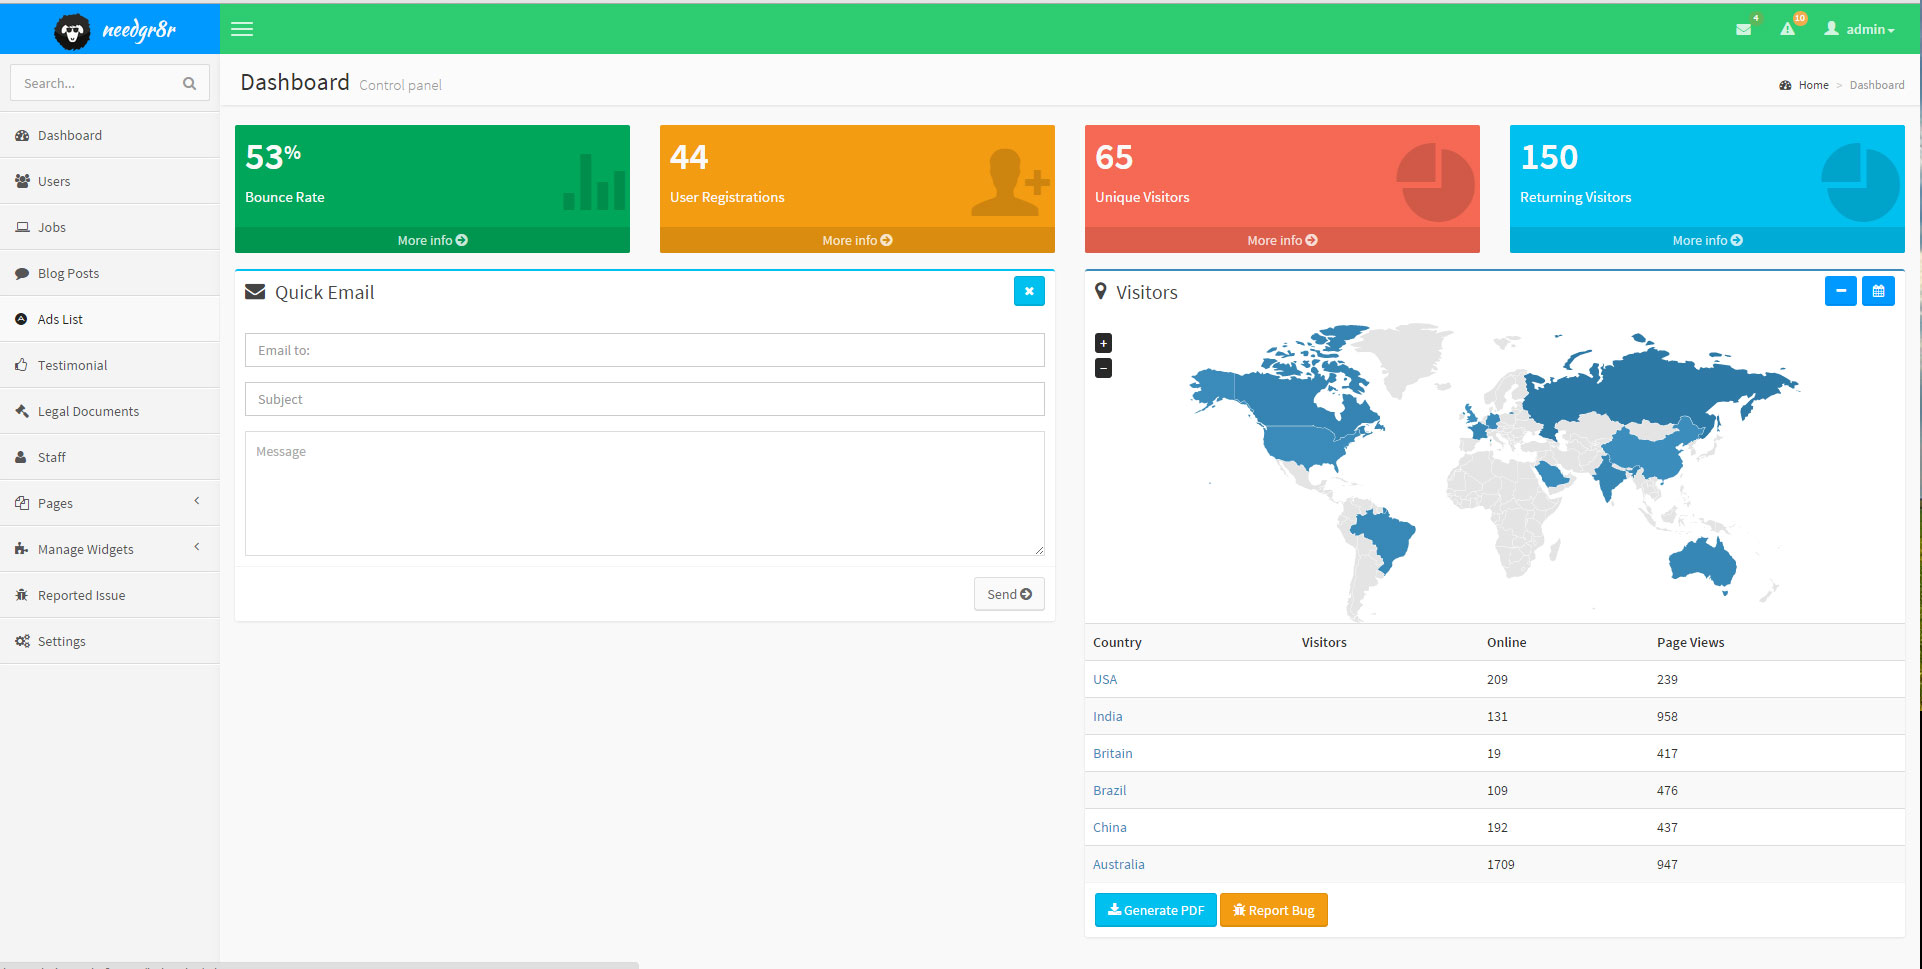 needgr8r
4
10
admin
Search...
Dashboard
Control panel
Home > Dashboard
Dashboard
Users
Jobs
Blog Posts
Ads List
Testimonial
Legal Documents
Staff
Pages
Manage Widgets
Reported Issue
Settings
53%
Bounce Rate
More info
44
User Registrations
More info
65
Unique Visitors
More info
150
Returning Visitors
More info
Quick Email
Email to:
Subject
Message
Send
Visitors
+
−
Country Visitors Online Page Views
USA 209 239
India 131 958
Britain 19 417
Brazil 109 476
China 192 437
Australia 1709 947
Generate PDF
Report Bug